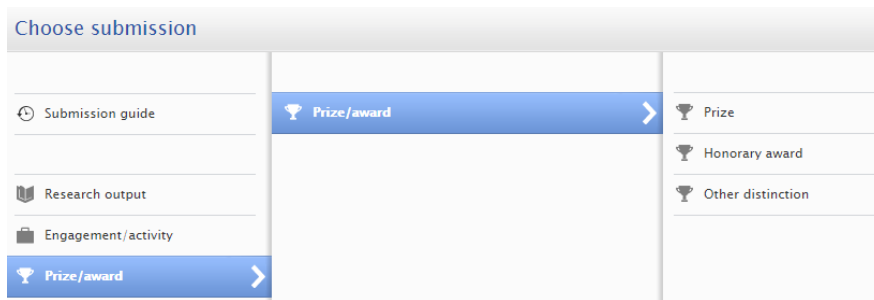 Choose submission
Submission guide
Research output
Engagement/activity
Prize/award
Prize/award
Prize
Honorary award
Other distinction